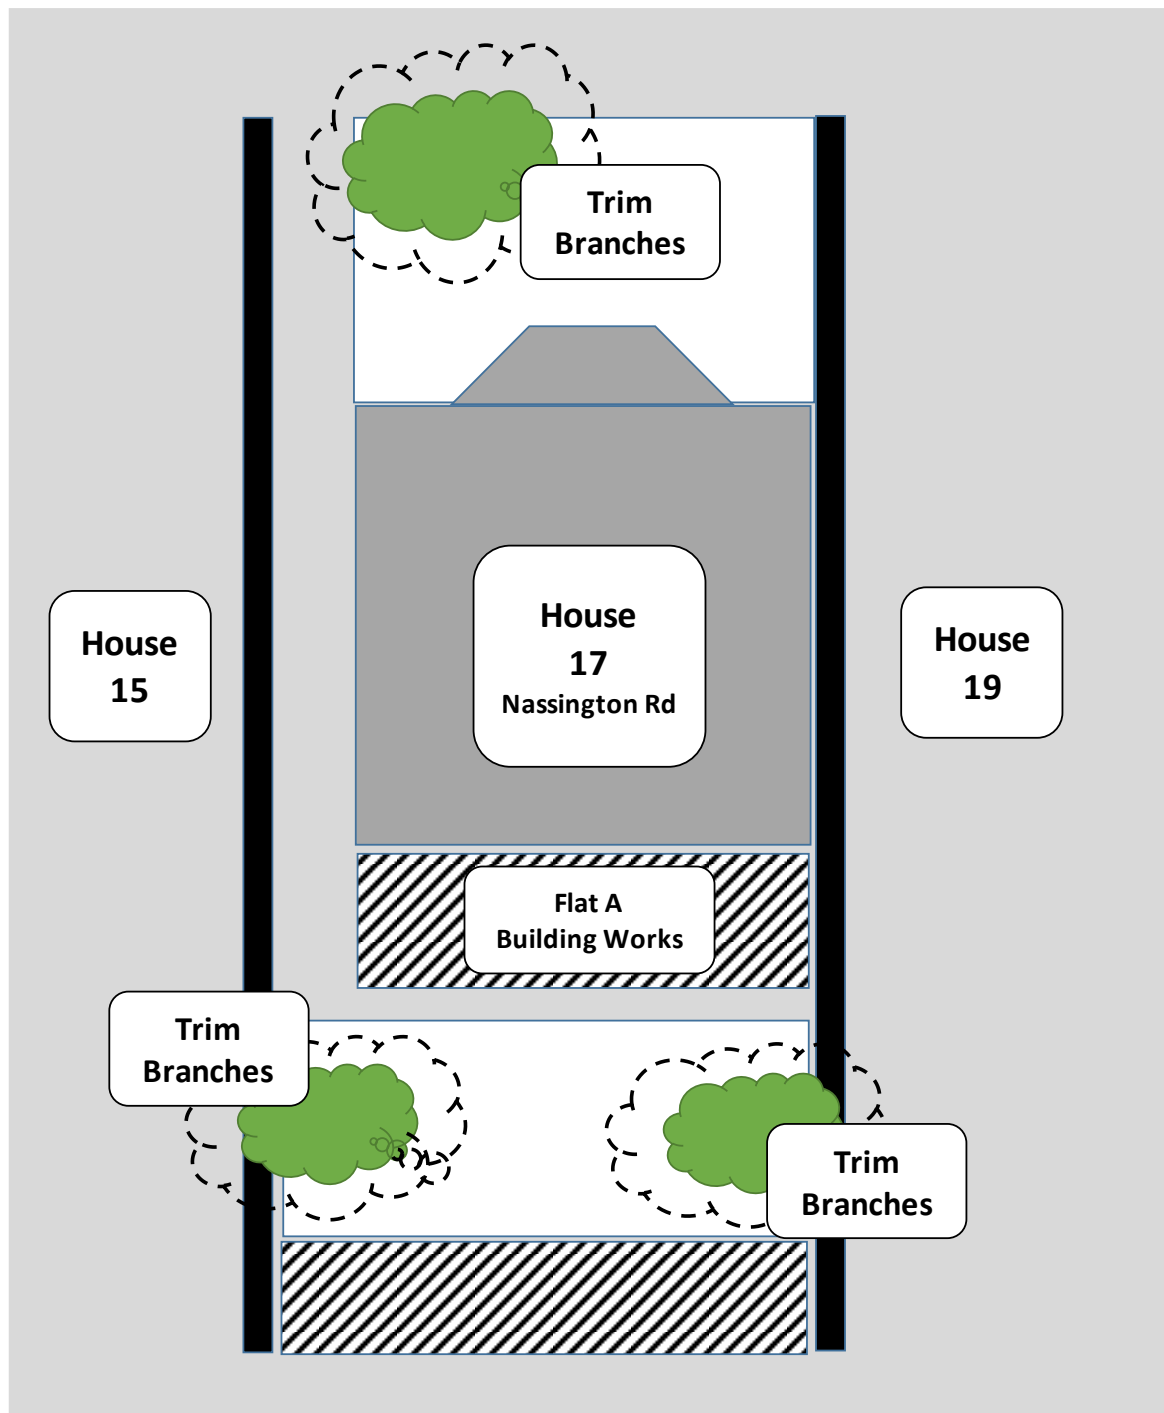 Trim
Branches
House
17
Nassington Rd
House
15
House
19
Flat A
Building Works
Trim
Branches
Trim
Branches